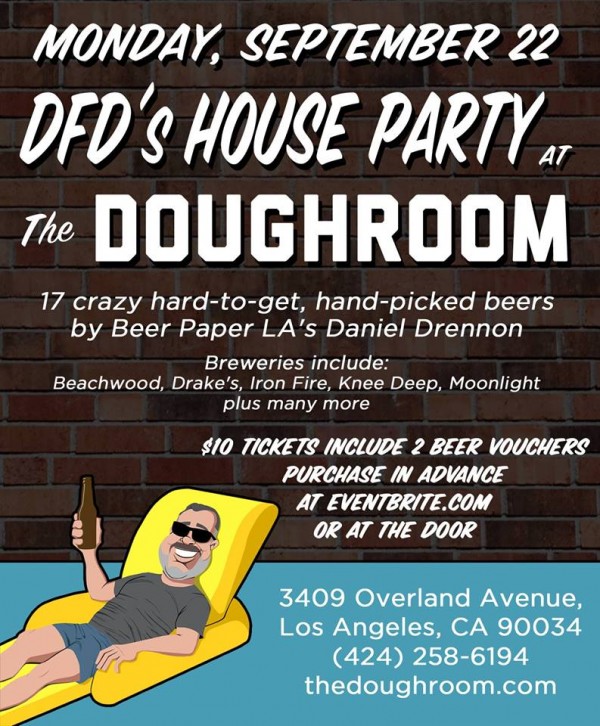 MONDAY, SEPTEMBER 22
DFD's HOUSE PARTY AT
The DOUGHROOM
17 crazy hard-to-get, hand-picked beers
by Beer Paper LA's Daniel Drennon
Breweries include:
Beachwood, Drake's, Iron Fire, Knee Deep, Moonlight
plus many more
$10 TICKETS INCLUDE 2 BEER VOUCHERS
PURCHASE IN ADVANCE
AT EVENTBRITE.COM
OR AT THE DOOR
3409 Overland Avenue,
Los Angeles, CA 90034
(424) 258-6194
thedoughroom.com